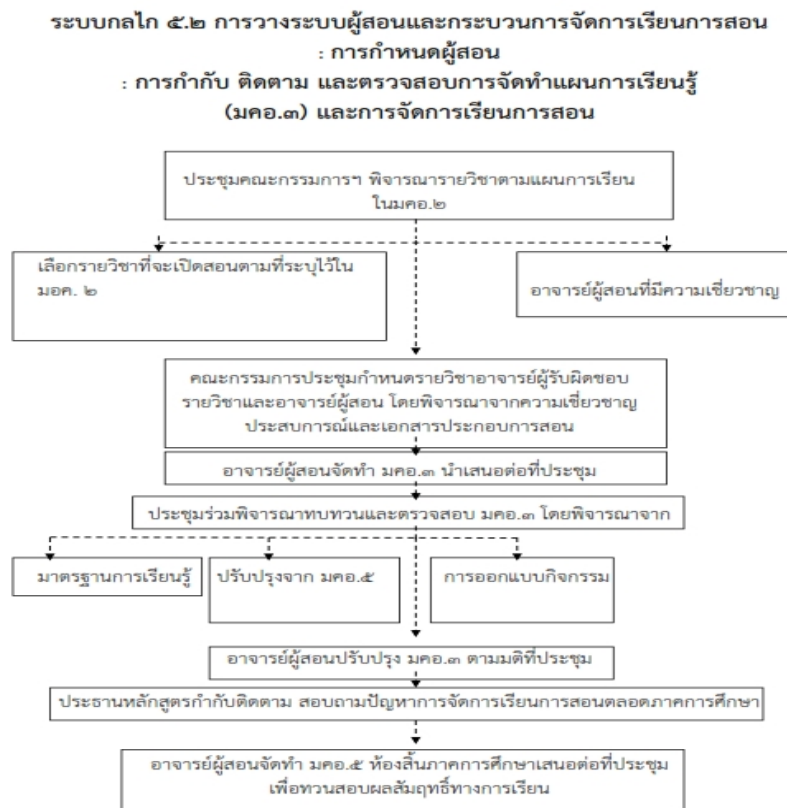 ระบบกลไก ๕.๒ การวางระบบผู้สอนและกระบวนการจัดการเรียนการสอน
: การกำหนดผู้สอน
: การกำกับ ติดตาม และตรวจสอบการจัดทำแผนการเรียนรู้
(มคอ.๓) และการจัดการเรียนการสอน
ประชุมคณะกรรมการฯ พิจารณารายวิชาตามแผนการเรียน
ในมคอ.๒
เลือกรายวิชาที่จะเปิดสอนตามที่ระบุไว้ใน
มอค. ๒
อาจารย์ผู้สอนที่มีความเชี่ยวชาญ
คณะกรรมการประชุมกำหนดรายวิชาอาจารย์ผู้รับผิดชอบ
รายวิชาและอาจารย์ผู้สอน โดยพิจารณาจากความเชี่ยวชาญ
ประสบการณ์และเอกสารประกอบการสอน
อาจารย์ผู้สอนจัดทำ มคอ.๓ นำเสนอต่อที่ประชุม
ประชุมร่วมพิจารณาทบทวนและตรวจสอบ มคอ.๓ โดยพิจารณาจาก
มาตรฐานการเรียนรู้
ปรับปรุงจาก มคอ.๕
การออกแบบกิจกรรม
อาจารย์ผู้สอนปรับปรุง มคอ.๓ ตามมติที่ประชุม
ประธานหลักสูตรกำกับติดตาม สอบถามปัญหาการจัดการเรียนการสอนตลอดภาคการศึกษา
อาจารย์ผู้สอนจัดทำ มคอ.๕ ห้องสิ้นภาคการศึกษาเสนอต่อที่ประชุม
เพื่อทวนสอบผลสัมฤทธิ์ทางการเรียน